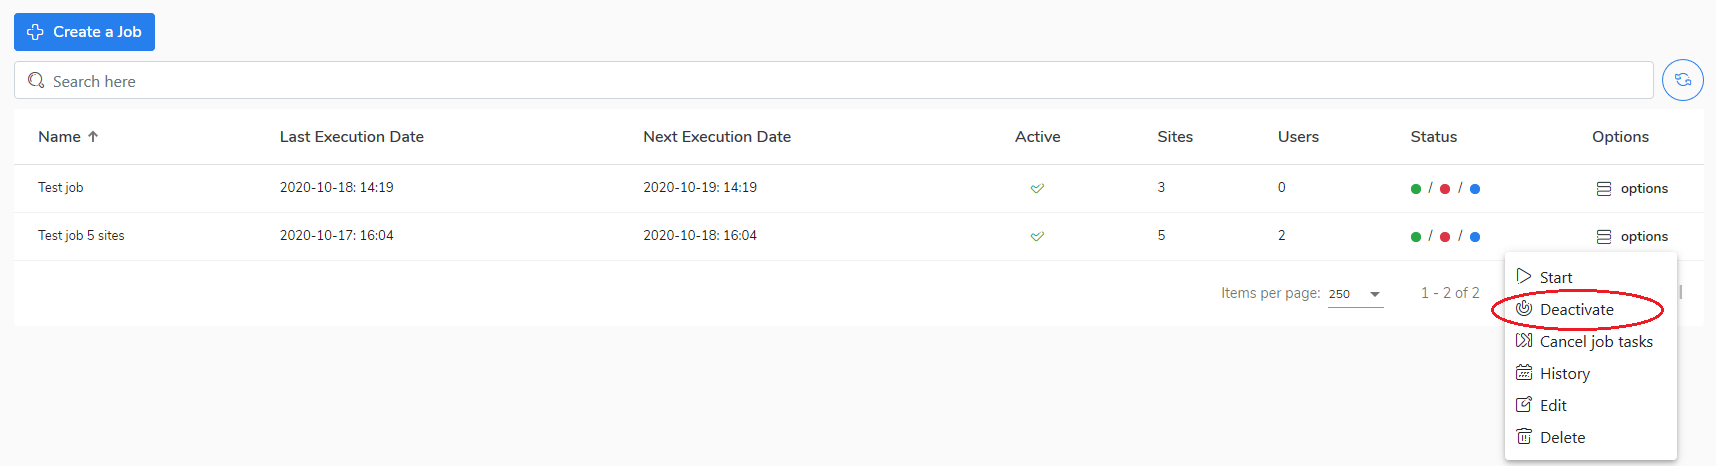 Create a Job
Search here
Name Last Execution Date Next Execution Date Active Sites Users Status Options
Test job 2020-10-18: 14:19 2020-10-19: 14:19 3 0 / / options
Test job 5 sites 2020-10-17: 16:04 2020-10-18: 16:04 5 2 / / options
Items per page: 250 1 - 2 of 2
Start
Deactivate
Cancel job tasks
History
Edit
Delete